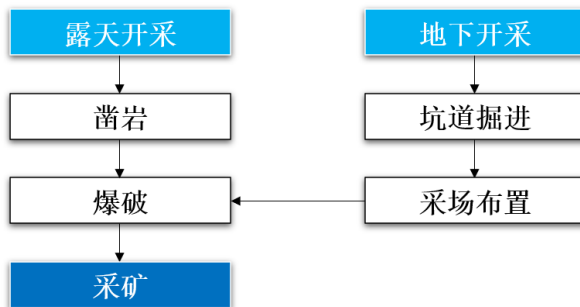 露天开采
地下开采
凿岩
坑道掘进
爆破
采场布置
采矿